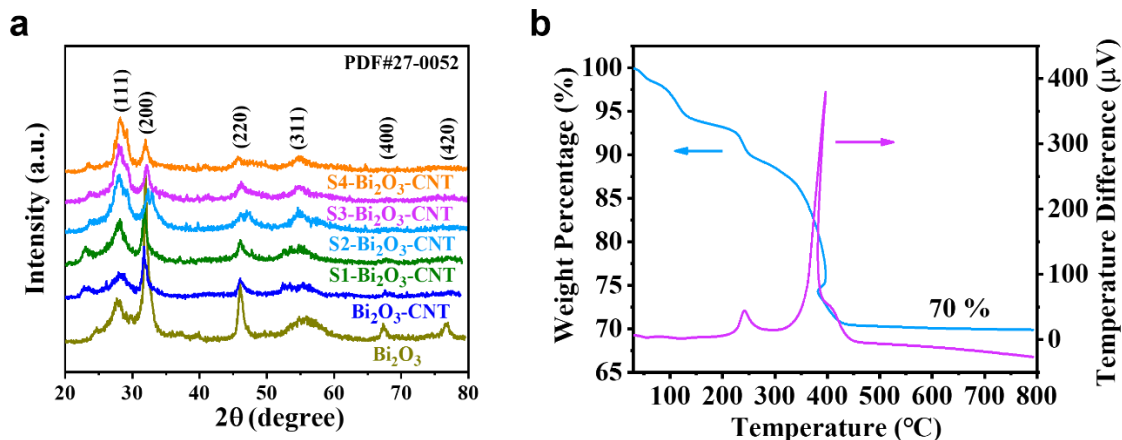 a
PDF#27-0052
(111)
(200)
(220)
(311)
(400)
(420)
S4-Bi₂O₃-CNT
S3-Bi₂O₃-CNT
S2-Bi₂O₃-CNT
S1-Bi₂O₃-CNT
Bi₂O₃-CNT
Bi₂O₃
Intensity (a.u.)
20 30 40 50 60 70 80
2θ (degree)
b
Weight Percentage (%)
100
95
90
85
80
75
70
65
70 %
400
300
200
100
0
Temperature Difference (μV)
100 200 300 400 500 600 700 800
Temperature (℃)